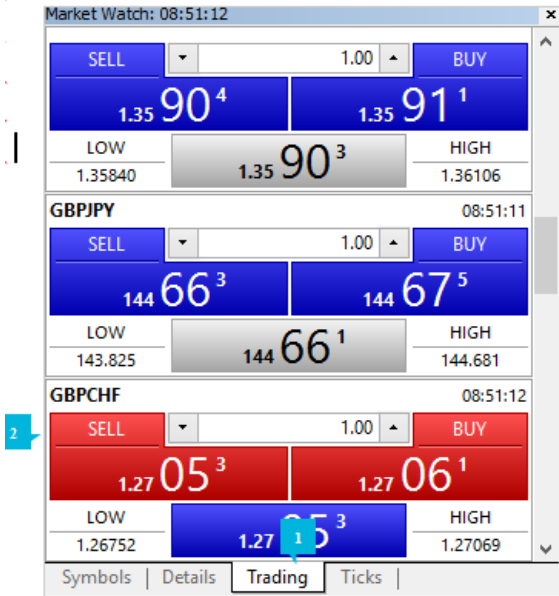 Market Watch: 08:51:12
SELL 1.00 BUY
1.35 90 4 1.35 91 1
LOW 1.35 90 3 HIGH
1.35840 1.36106
GBPJPY 08:51:11
SELL 1.00 BUY
144 66 3 144 67 5
LOW 144 66 1 HIGH
143.825 144.681
GBPCHF 08:51:12
2 SELL 1.00 BUY
1.27 05 3 1.27 06 1
LOW 1.27 1 5 3 HIGH
1.26752 1.27069
Symbols | Details Trading Ticks |